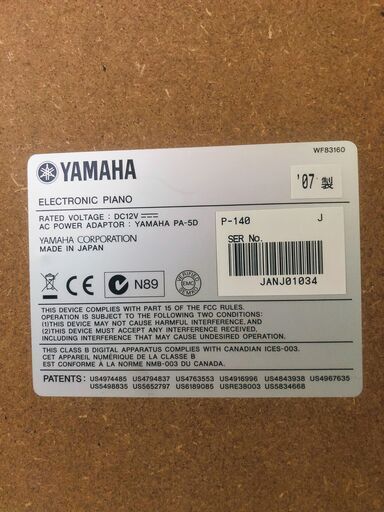 WF83160
YAMAHA
'07 製
ELECTRONIC PIANO
RATED VOLTAGE : DC12V
AC POWER ADAPTOR : YAMAHA PA-5D
P-140 J
SER No.
YAMAHA CORPORATION
MADE IN JAPAN
JANJ01034
CE N89
EMC
THIS DEVICE COMPLIES WITH PART 15 OF THE FCC RULES.
OPERATION IS SUBJECT TO THE FOLLOWING TWO CONDITIONS:
(1)THIS DEVICE MAY NOT CAUSE HARMFUL INTERFERENCE, AND
(2)THIS DEVICE MUST ACCEPT ANY INTERFERENCE RECEIVED,
INCLUDING INTERFERENCE THAT MAY CAUSE UNDESIRED OPERATION.
THIS CLASS B DIGITAL APPARATUS COMPLIES WITH CANADIAN ICES-003.
CET APPAREIL NUMÉRIQUE DE LA CLASSE B
EST CONFORME À LA NORME NMB-003 DU CANADA.
PATENTS: US4974485 US4794837 US4763553 US4916996 US4843938 US4967635
US5498835 US5652797 US6189085 USRE38003 US5834668